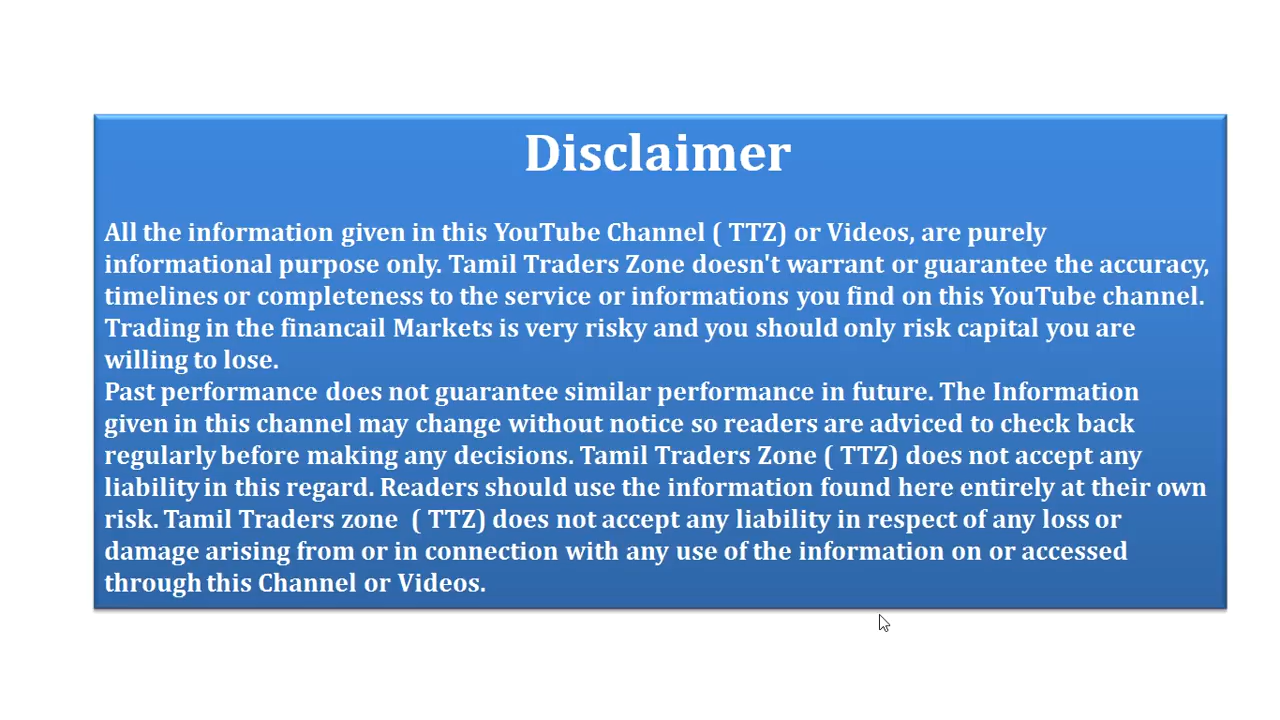 Disclaimer
All the information given in this YouTube Channel ( TTZ) or Videos, are purely
informational purpose only. Tamil Traders Zone doesn't warrant or guarantee the accuracy,
timelines or completeness to the service or informations you find on this YouTube channel.
Trading in the financail Markets is very risky and you should only risk capital you are
willing to lose.
Past performance does not guarantee similar performance in future. The Information
given in this channel may change without notice so readers are adviced to check back
regularly before making any decisions. Tamil Traders Zone ( TTZ) does not accept any
liability in this regard. Readers should use the information found here entirely at their own
risk. Tamil Traders zone  ( TTZ) does not accept any liability in respect of any loss or
damage arising from or in connection with any use of the information on or accessed
through this Channel or Videos.